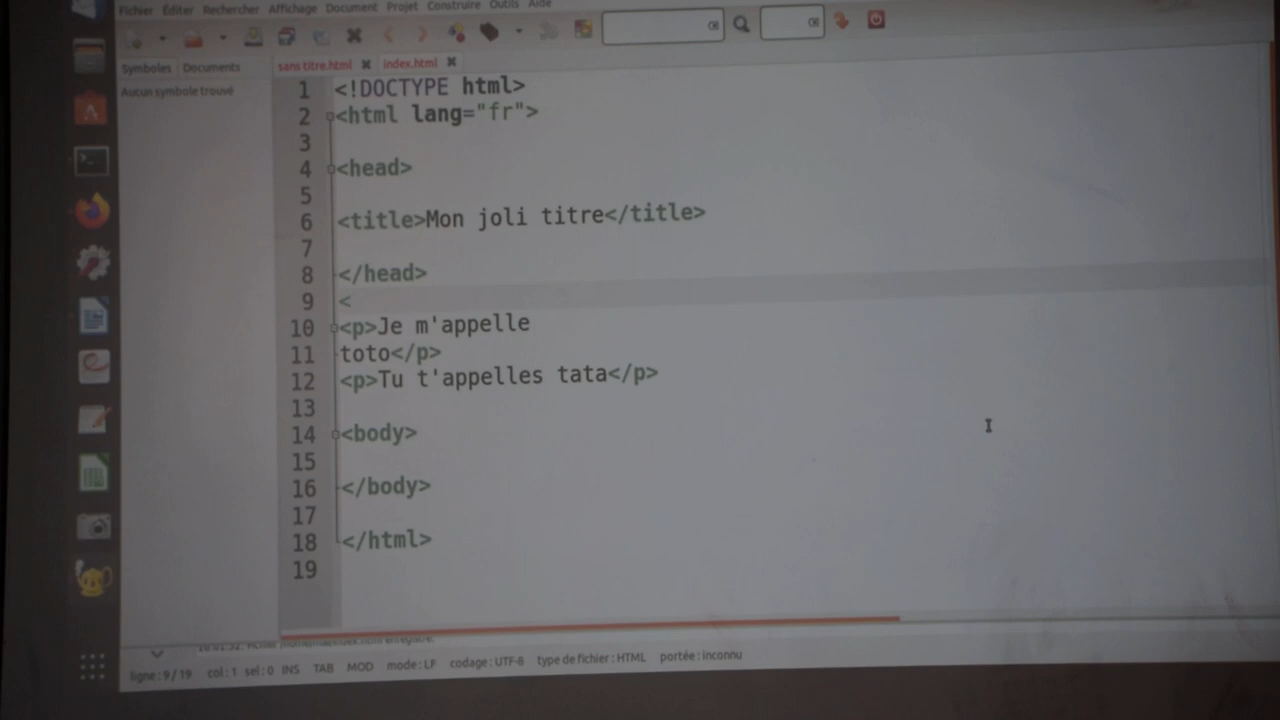 Fichier Éditer Rechercher Affichage Document Projet Construire Outils Aide
Symboles Documents sans titre.html index.html
Aucun symbole trouvé
1 <!DOCTYPE html>
2 <html lang="fr">
3
4 <head>
5
6 <title>Mon joli titre</title>
7
8 </head>
9 <
10 <p>Je m'appelle
11 toto</p>
12 <p>Tu t'appelles tata</p>
13
14 <body>
15
16 </body>
17
18 </html>
19
ligne : 9 / 19 col : 1 sel : 0 INS TAB MOD mode : LF codage : UTF-8 type de fichier : HTML portée : inconnu